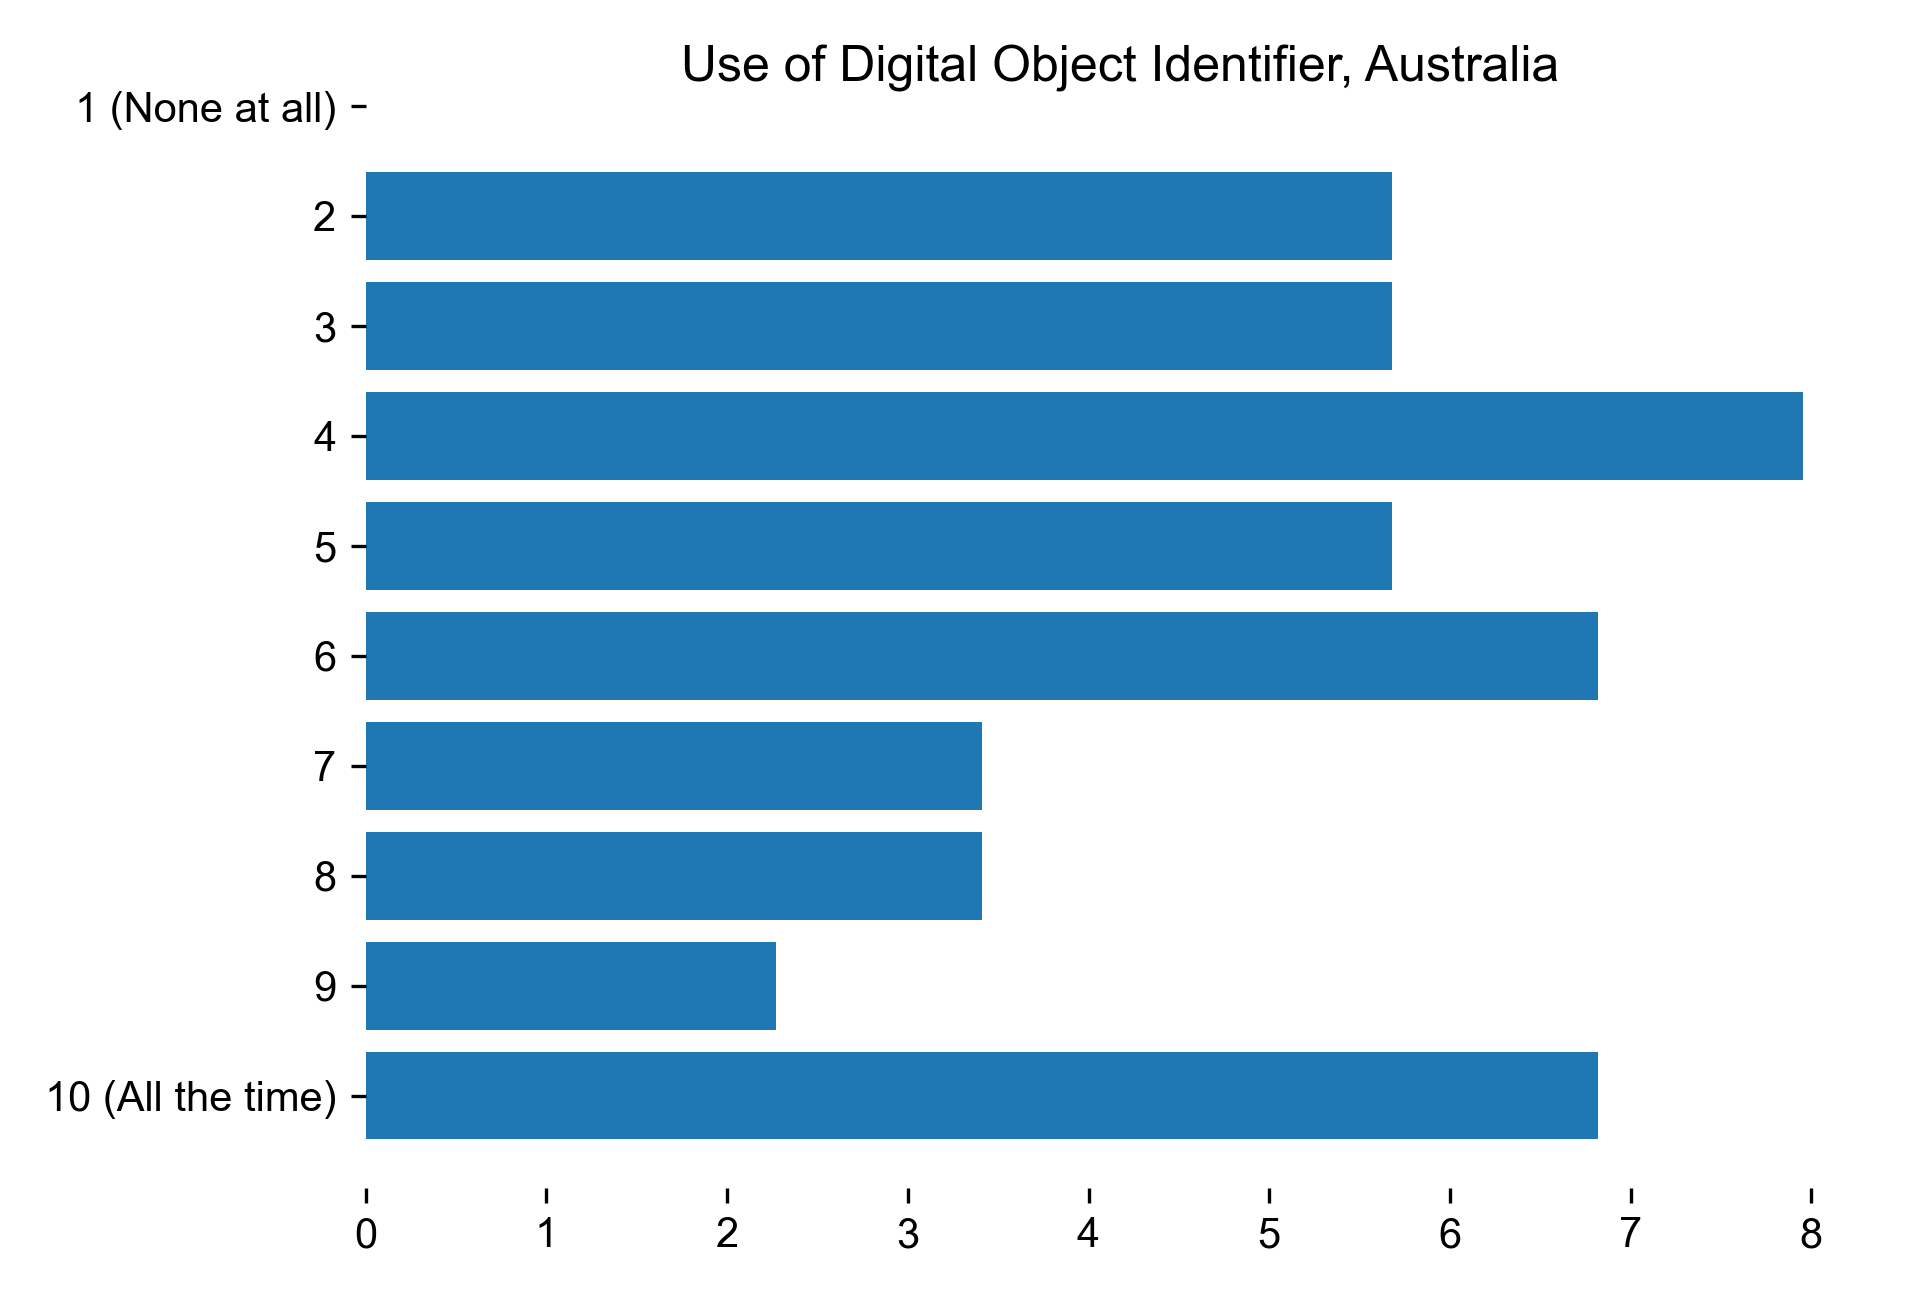 Use of Digital Object Identifier, Australia
1 (None at all)
2
3
4
5
6
7
8
9
10 (All the time)
0 1 2 3 4 5 6 7 8